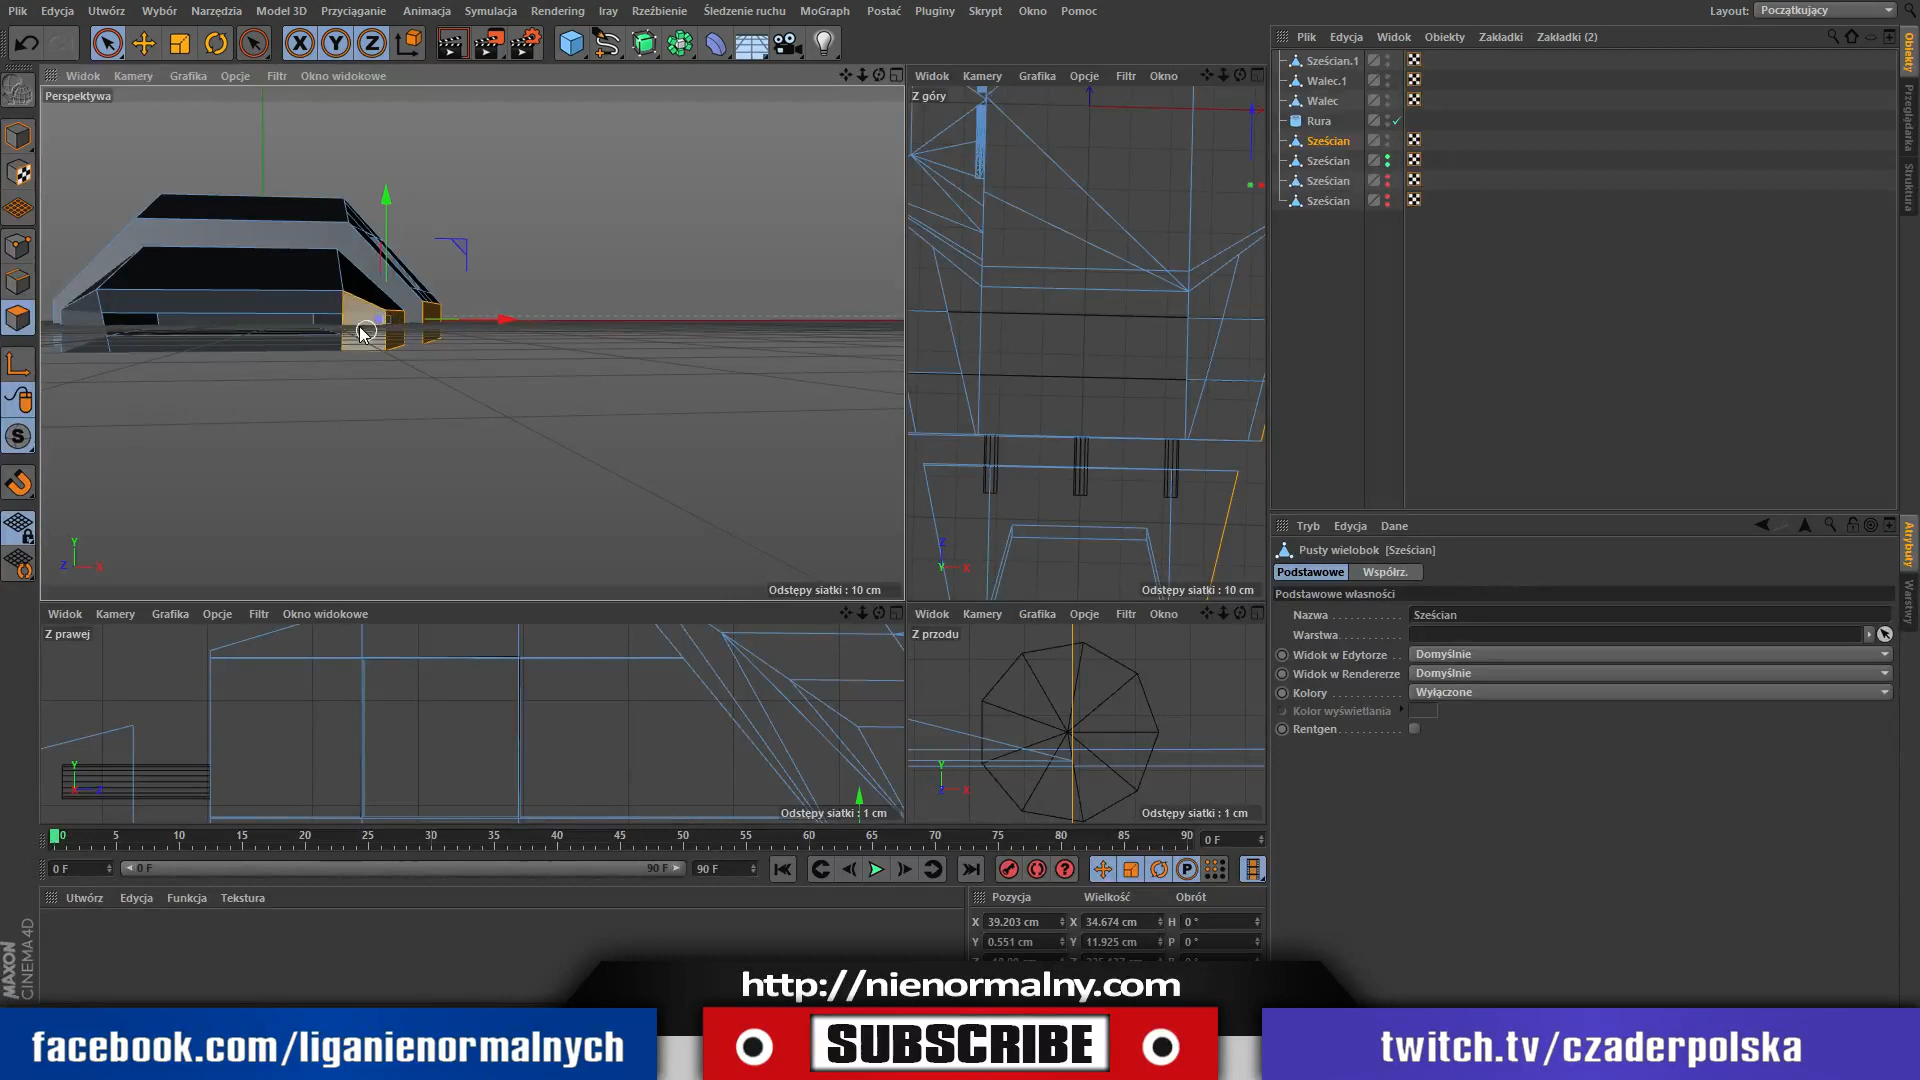 Plik Edycja Utwórz Wybór Narzędzia Model 3D Przyciąganie Animacja Symulacja Rendering Iray Rzeźbienie Śledzenie ruchu MoGraph Postać Pluginy Skrypt Okno Pomoc
Layout: Początkujący
X Y Z
Plik Edycja Widok Obiekty Zakładki Zakładki (2)
Sześcian.1
Walec.1
Walec
Rura
Sześcian
Sześcian
Sześcian
Sześcian
Obiekty
Przeglądarka
Struktura
Widok Kamery Grafika Opcje Filtr Okno widokowe
Perspektywa
Y
Z X
Odstępy siatki : 10 cm
Widok Kamery Grafika Opcje Filtr Okno
Z góry
Z
Y X
Odstępy siatki : 10 cm
Widok Kamery Grafika Opcje Filtr Okno widokowe
Z prawej
Y
X Z
Odstępy siatki : 1 cm
Widok Kamery Grafika Opcje Filtr Okno
Z przodu
Y
Z X
Odstępy siatki : 1 cm
Tryb Edycja Dane
Pusty wielobok [Sześcian]
Podstawowe Współrz.
Podstawowe własności
Nazwa Sześcian
Warstwa
Widok w Edytorze Domyślnie
Widok w Rendererze Domyślnie
Kolory Wyłączone
Kolor wyświetlania
Rentgen
Atrybuty
Warstwy
0 5 10 15 20 25 30 35 40 45 50 55 60 65 70 75 80 85 90 0 F
0 F 0 F 90 F 90 F
Utwórz Edycja Funkcja Tekstura
Pozycja Wielkość Obrót
X 39.203 cm X 34.674 cm H 0 °
Y 0.551 cm Y 11.925 cm P 0 °
MAXON
CINEMA 4D
http://nienormalny.com
facebook.com/liganienormalnych
SUBSCRIBE
twitch.tv/czaderpolska